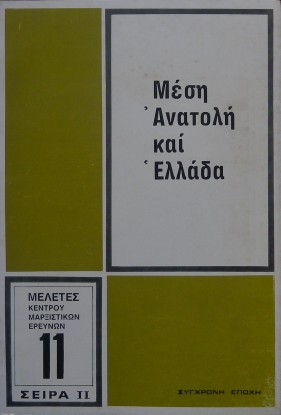 Μέση
Ἀνατολή
καί
Ἑλλάδα
ΜΕΛΕΤΕΣ
ΚΕΝΤΡΟΥ
ΜΑΡΞΙΣΤΙΚΩΝ
ΕΡΕΥΝΩΝ
11
ΣΕΙΡΑ ΙΙ
ΣΥΓΧΡΟΝΗ ΕΠΟΧΗ